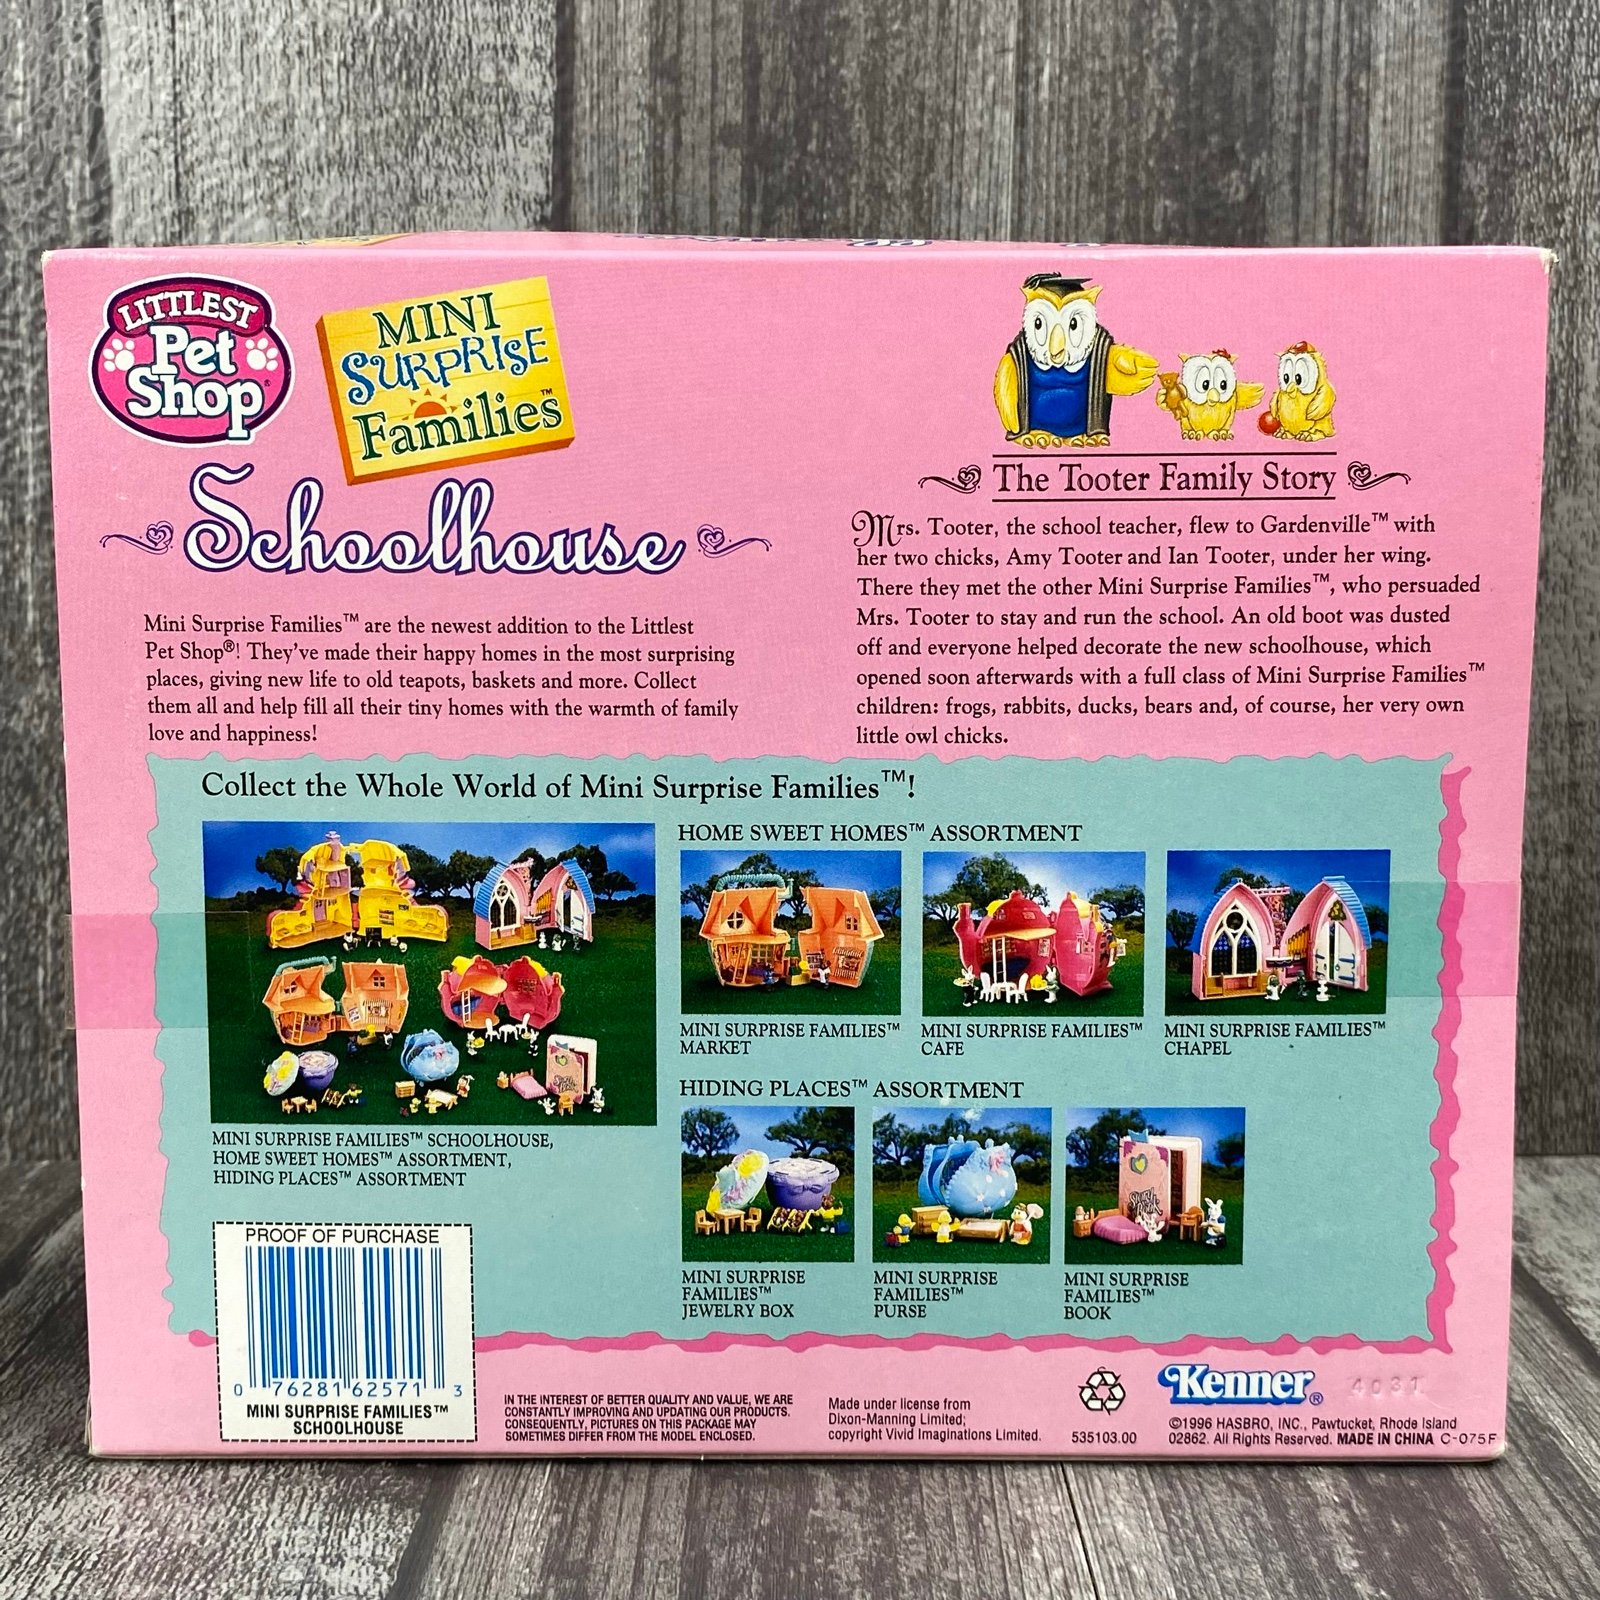 LITTLEST
Pet
Shop®
MINI
SURPRISE
Families™
Schoolhouse
Mini Surprise Families™ are the newest addition to the Littlest
Pet Shop®! They've made their happy homes in the most surprising
places, giving new life to old teapots, baskets and more. Collect
them all and help fill all their tiny homes with the warmth of family
love and happiness!
The Tooter Family Story
Mrs. Tooter, the school teacher, flew to Gardenville™ with
her two chicks, Amy Tooter and Ian Tooter, under her wing.
There they met the other Mini Surprise Families™, who persuaded
Mrs. Tooter to stay and run the school. An old boot was dusted
off and everyone helped decorate the new schoolhouse, which
opened soon afterwards with a full class of Mini Surprise Families™
children: frogs, rabbits, ducks, bears and, of course, her very own
little owl chicks.
Collect the Whole World of Mini Surprise Families™!
MINI SURPRISE FAMILIES™ SCHOOLHOUSE,
HOME SWEET HOMES™ ASSORTMENT,
HIDING PLACES™ ASSORTMENT
HOME SWEET HOMES™ ASSORTMENT
MINI SURPRISE FAMILIES™
MARKET
MINI SURPRISE FAMILIES™
CAFE
MINI SURPRISE FAMILIES™
CHAPEL
HIDING PLACES™ ASSORTMENT
MINI SURPRISE
FAMILIES™
JEWELRY BOX
MINI SURPRISE
FAMILIES™
PURSE
Story
Book
MINI SURPRISE
FAMILIES™
BOOK
PROOF OF PURCHASE
0 76281 62571 3
MINI SURPRISE FAMILIES™
SCHOOLHOUSE
IN THE INTEREST OF BETTER QUALITY AND VALUE, WE ARE
CONSTANTLY IMPROVING AND UPDATING OUR PRODUCTS.
CONSEQUENTLY, PICTURES ON THIS PACKAGE MAY
SOMETIMES DIFFER FROM THE MODEL ENCLOSED.
Made under license from
Dixon-Manning Limited;
copyright Vivid Imaginations Limited.
535103.00
Kenner®
4031
©1996 HASBRO, INC., Pawtucket, Rhode Island
02862. All Rights Reserved. MADE IN CHINA C-075F